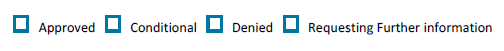 Approved Conditional Denied Requesting Further information